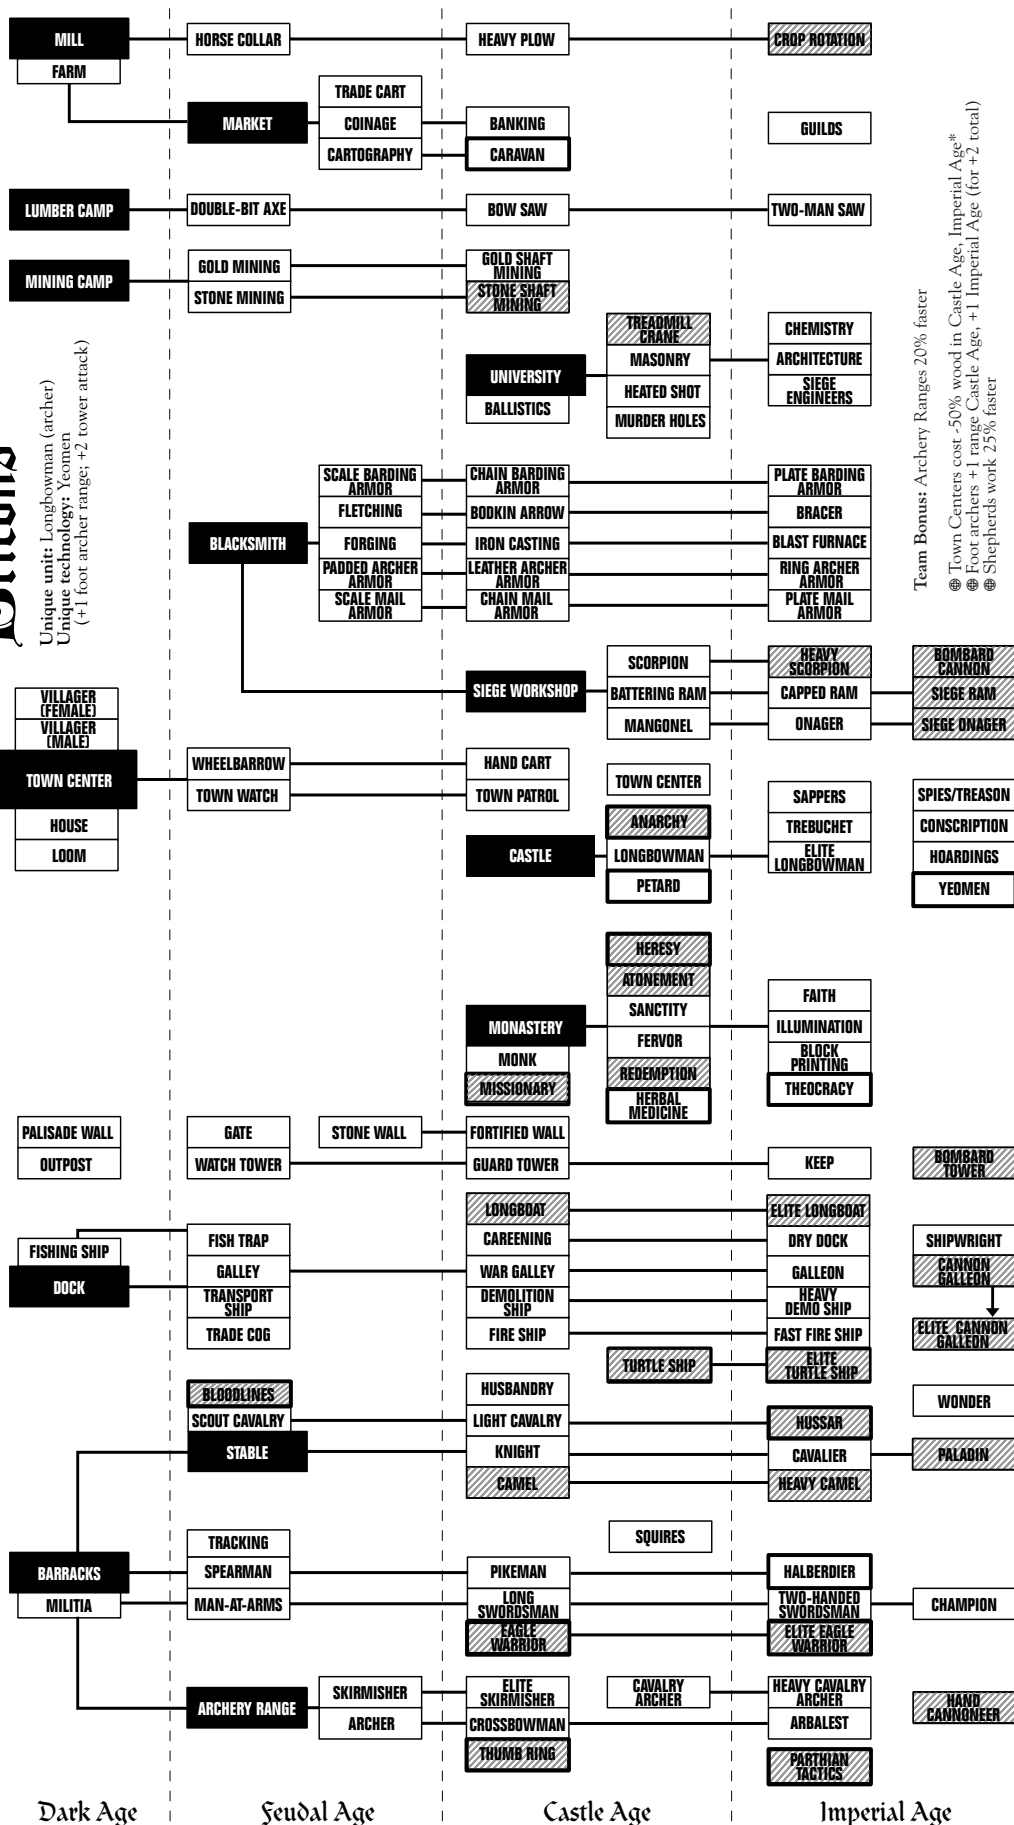 MILL
HORSE COLLAR
HEAVY PLOW
CROP ROTATION
FARM
TRADE CART
MARKET
COINAGE
BANKING
GUILDS
CARTOGRAPHY
CARAVAN
LUMBER CAMP
DOUBLE-BIT AXE
BOW SAW
TWO-MAN SAW
MINING CAMP
GOLD MINING
GOLD SHAFT
MINING
STONE MINING
STONE SHAFT
MINING
UNIVERSITY
BALLISTICS
TREADMILL
CRANE
MASONRY
HEATED SHOT
MURDER HOLES
CHEMISTRY
ARCHITECTURE
SIEGE
ENGINEERS
Britons
Unique unit: Longbowman (archer)
Unique technology: Yeomen
(+1 foot archer range; +2 tower attack)
Team Bonus: Archery Ranges 20% faster
Town Centers cost -50% wood in Castle Age, Imperial Age*
Foot archers +1 range Castle Age, +1 Imperial Age (for +2 total)
Shepherds work 25% faster
BLACKSMITH
SCALE BARDING
ARMOR
CHAIN BARDING
ARMOR
PLATE BARDING
ARMOR
FLETCHING
BODKIN ARROW
BRACER
FORGING
IRON CASTING
BLAST FURNACE
PADDED ARCHER
ARMOR
LEATHER ARCHER
ARMOR
RING ARCHER
ARMOR
SCALE MAIL
ARMOR
CHAIN MAIL
ARMOR
PLATE MAIL
ARMOR
SIEGE WORKSHOP
SCORPION
HEAVY
SCORPION
BOMBARD
CANNON
BATTERING RAM
CAPPED RAM
SIEGE RAM
MANGONEL
ONAGER
SIEGE ONAGER
VILLAGER
(FEMALE)
VILLAGER
(MALE)
TOWN CENTER
HOUSE
LOOM
WHEELBARROW
HAND CART
TOWN WATCH
TOWN PATROL
TOWN CENTER
CASTLE
ANARCHY
LONGBOWMAN
PETARD
SAPPERS
TREBUCHET
ELITE
LONGBOWMAN
SPIES/TREASON
CONSCRIPTION
HOARDINGS
YEOMEN
MONASTERY
MONK
MISSIONARY
HERESY
ATONEMENT
SANCTITY
FERVOR
REDEMPTION
HERBAL
MEDICINE
FAITH
ILLUMINATION
BLOCK
PRINTING
THEOCRACY
PALISADE WALL
GATE
STONE WALL
FORTIFIED WALL
OUTPOST
WATCH TOWER
GUARD TOWER
KEEP
BOMBARD
TOWER
FISHING SHIP
DOCK
FISH TRAP
GALLEY
TRANSPORT
SHIP
TRADE COG
LONGBOAT
ELITE LONGBOAT
CAREENING
DRY DOCK
SHIPWRIGHT
WAR GALLEY
GALLEON
CANNON
GALLEON
DEMOLITION
SHIP
HEAVY
DEMO SHIP
FIRE SHIP
FAST FIRE SHIP
ELITE CANNON
GALLEON
TURTLE SHIP
ELITE
TURTLE SHIP
BLOODLINES
SCOUT CAVALRY
STABLE
HUSBANDRY
WONDER
LIGHT CAVALRY
HUSSAR
KNIGHT
CAVALIER
PALADIN
CAMEL
HEAVY CAMEL
BARRACKS
MILITIA
TRACKING
SQUIRES
SPEARMAN
PIKEMAN
HALBERDIER
MAN-AT-ARMS
LONG
SWORDSMAN
TWO-HANDED
SWORDSMAN
CHAMPION
EAGLE
WARRIOR
ELITE EAGLE
WARRIOR
ARCHERY RANGE
SKIRMISHER
ELITE
SKIRMISHER
CAVALRY
ARCHER
HEAVY CAVALRY
ARCHER
HAND
CANNONEER
ARCHER
CROSSBOWMAN
ARBALEST
THUMB RING
PARTHIAN
TACTICS
Dark Age
Feudal Age
Castle Age
Imperial Age